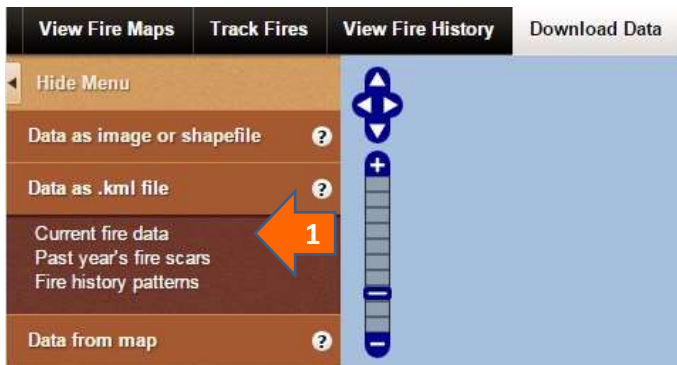 View Fire Maps Track Fires View Fire History Download Data
Hide Menu
Data as image or shapefile ?
Data as .kml file ?
Current fire data
1
Past year's fire scars
Fire history patterns
Data from map ?